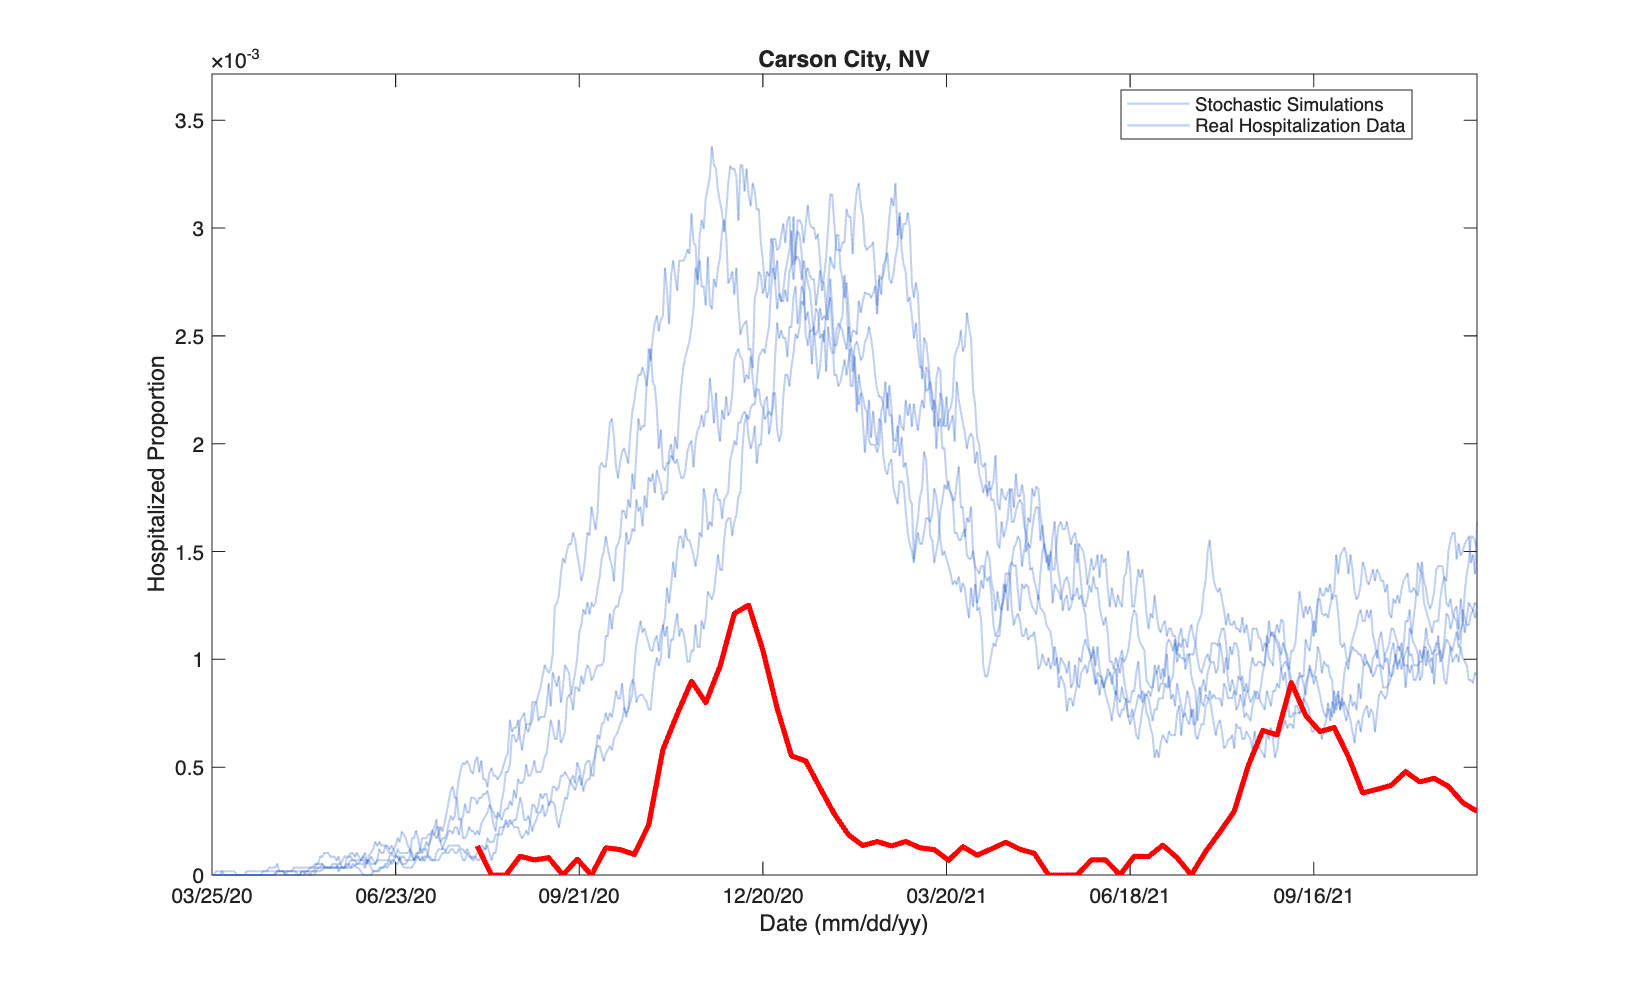 Carson City, NV
×10-3
Stochastic Simulations
Real Hospitalization Data
3.5
3
2.5
2
1.5
1
0.5
0
Hospitalized Proportion
03/25/20 06/23/20 09/21/20 12/20/20 03/20/21 06/18/21 09/16/21
Date (mm/dd/yy)